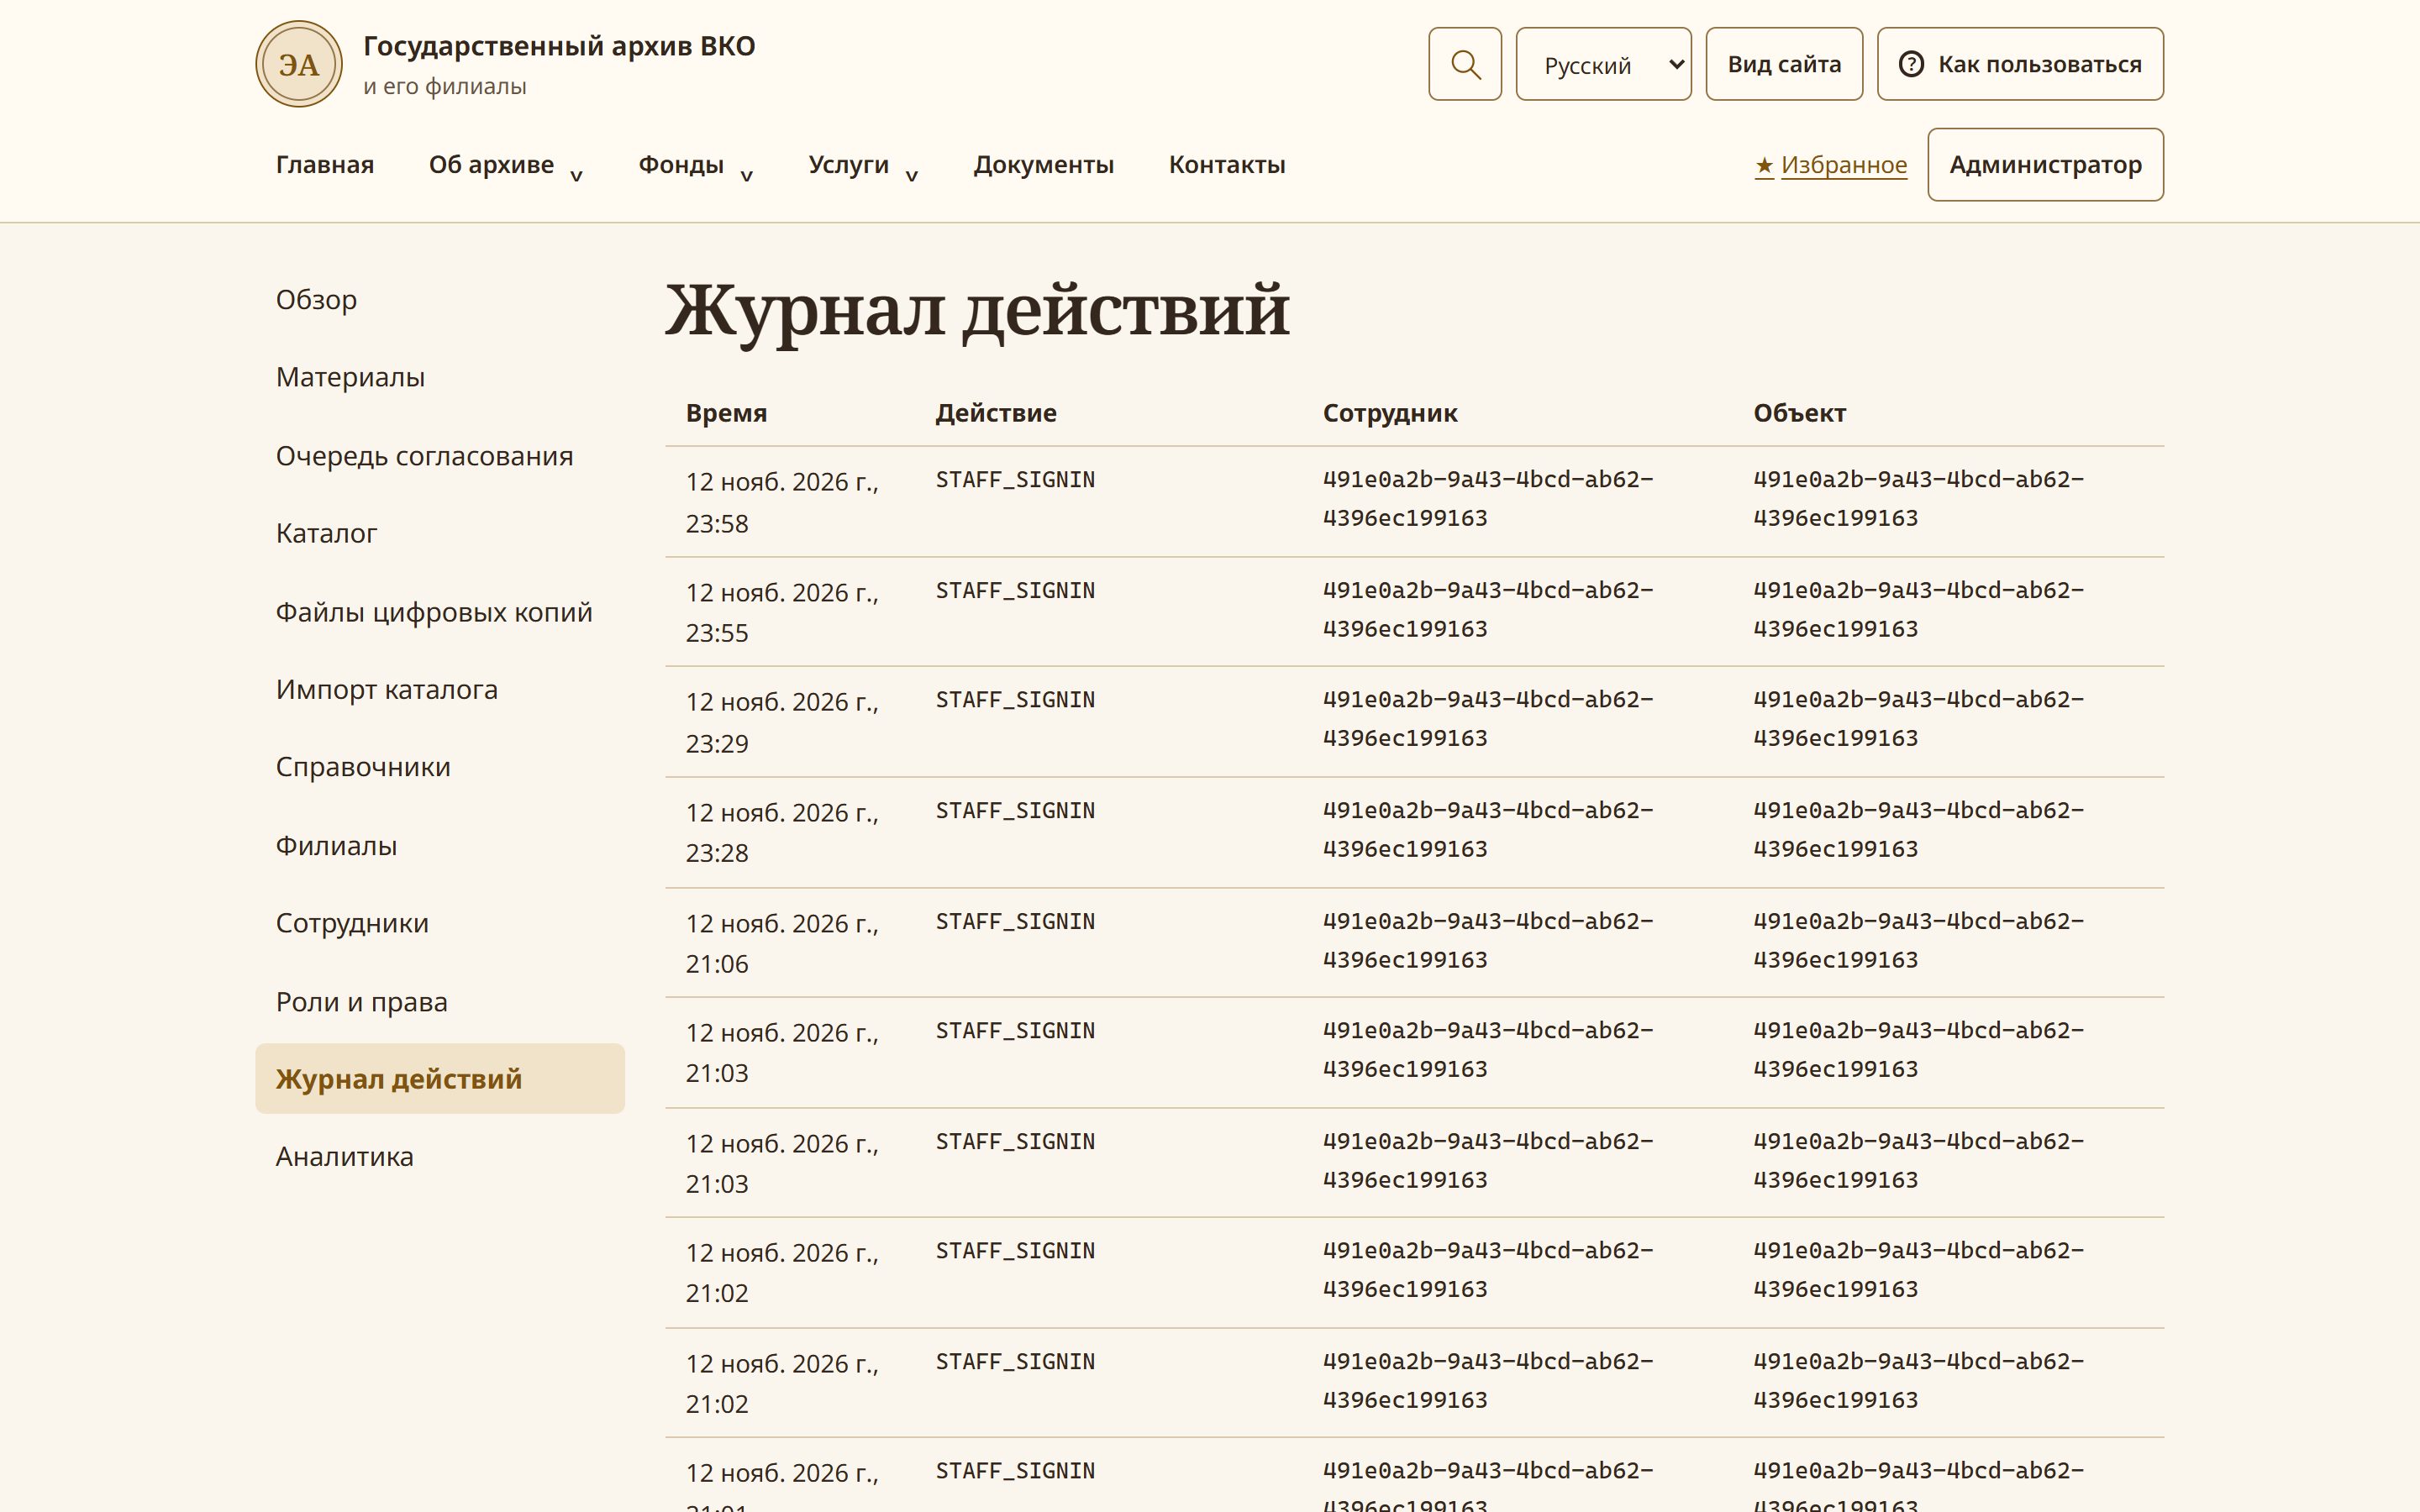 ЭА
Государственный архив ВКО
и его филиалы
Русский
Вид сайта
? Как пользоваться
Главная
Об архиве
Фонды
Услуги
Документы
Контакты
★ Избранное
Администратор
Обзор
Материалы
Очередь согласования
Каталог
Файлы цифровых копий
Импорт каталога
Справочники
Филиалы
Сотрудники
Роли и права
Журнал действий
Аналитика
Журнал действий
Время Действие Сотрудник Объект
12 нояб. 2026 г., STAFF_SIGNIN 491e0a2b-9a43-4bcd-ab62- 491e0a2b-9a43-4bcd-ab62-
23:58 4396ec199163 4396ec199163
12 нояб. 2026 г., STAFF_SIGNIN 491e0a2b-9a43-4bcd-ab62- 491e0a2b-9a43-4bcd-ab62-
23:55 4396ec199163 4396ec199163
12 нояб. 2026 г., STAFF_SIGNIN 491e0a2b-9a43-4bcd-ab62- 491e0a2b-9a43-4bcd-ab62-
23:29 4396ec199163 4396ec199163
12 нояб. 2026 г., STAFF_SIGNIN 491e0a2b-9a43-4bcd-ab62- 491e0a2b-9a43-4bcd-ab62-
23:28 4396ec199163 4396ec199163
12 нояб. 2026 г., STAFF_SIGNIN 491e0a2b-9a43-4bcd-ab62- 491e0a2b-9a43-4bcd-ab62-
21:06 4396ec199163 4396ec199163
12 нояб. 2026 г., STAFF_SIGNIN 491e0a2b-9a43-4bcd-ab62- 491e0a2b-9a43-4bcd-ab62-
21:03 4396ec199163 4396ec199163
12 нояб. 2026 г., STAFF_SIGNIN 491e0a2b-9a43-4bcd-ab62- 491e0a2b-9a43-4bcd-ab62-
21:03 4396ec199163 4396ec199163
12 нояб. 2026 г., STAFF_SIGNIN 491e0a2b-9a43-4bcd-ab62- 491e0a2b-9a43-4bcd-ab62-
21:02 4396ec199163 4396ec199163
12 нояб. 2026 г., STAFF_SIGNIN 491e0a2b-9a43-4bcd-ab62- 491e0a2b-9a43-4bcd-ab62-
21:02 4396ec199163 4396ec199163
12 нояб. 2026 г., STAFF_SIGNIN 491e0a2b-9a43-4bcd-ab62- 491e0a2b-9a43-4bcd-ab62-